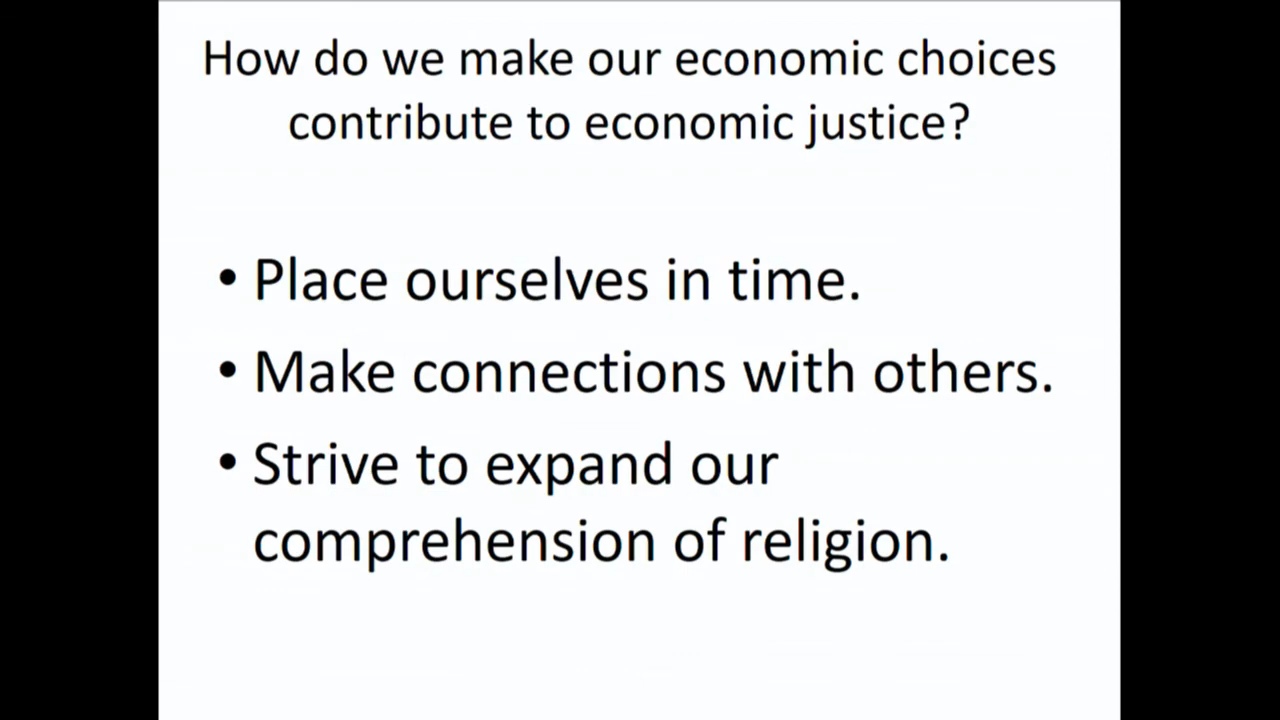 How do we make our economic choices
contribute to economic justice?
• Place ourselves in time.
• Make connections with others.
• Strive to expand our
comprehension of religion.